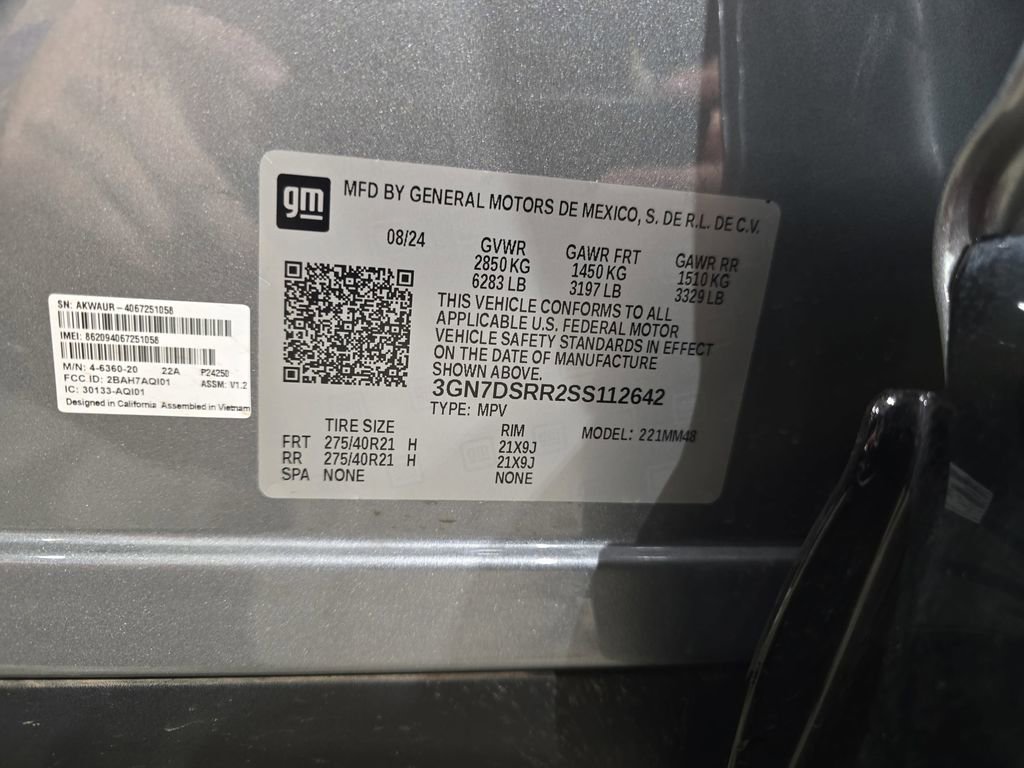 gm
MFD BY GENERAL MOTORS DE MEXICO, S. DE R.L. DE C.V.
08/24 GVWR GAWR FRT GAWR RR
2850 KG 1450 KG 1510 KG
6283 LB 3197 LB 3329 LB
THIS VEHICLE CONFORMS TO ALL
APPLICABLE U.S. FEDERAL MOTOR
VEHICLE SAFETY STANDARDS IN EFFECT
ON THE DATE OF MANUFACTURE
SHOWN ABOVE.
3GN7DSRR2SS112642
TYPE: MPV MODEL: 221MM48
TIRE SIZE RIM
FRT 275/40R21 H 21X9J
RR 275/40R21 H 21X9J
SPA NONE NONE
SN: AKWAUR-4067251058
IMEI: 862094067251058
M/N: 4-6360-20 22A P24250
FCC ID: 2BAH7AQI01 ASSM: V1.2
IC: 30133-AQI01
Designed in California Assembled in Vietnam